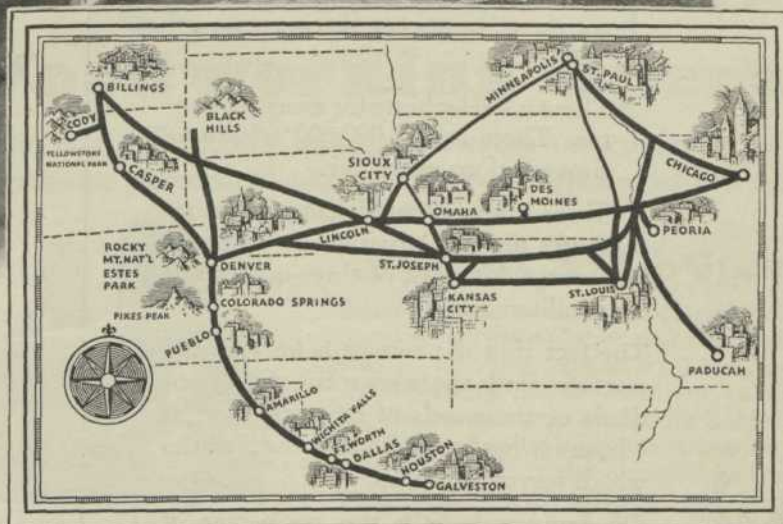 BILLINGS
CODY
YELLOWSTONE
NATIONAL PARK
CASPER
BLACK
HILLS
MINNEAPOLIS
ST. PAUL
SIOUX
CITY
OMAHA
DES
MOINES
CHICAGO
PEORIA
LINCOLN
ROCKY
MT. NAT'L
ESTES
PARK
DENVER
ST. JOSEPH
COLORADO SPRINGS
PIKES PEAK
KANSAS
CITY
ST. LOUIS
PUEBLO
PADUCAH
AMARILLO
WICHITA FALLS
FT. WORTH
DALLAS
HOUSTON
GALVESTON